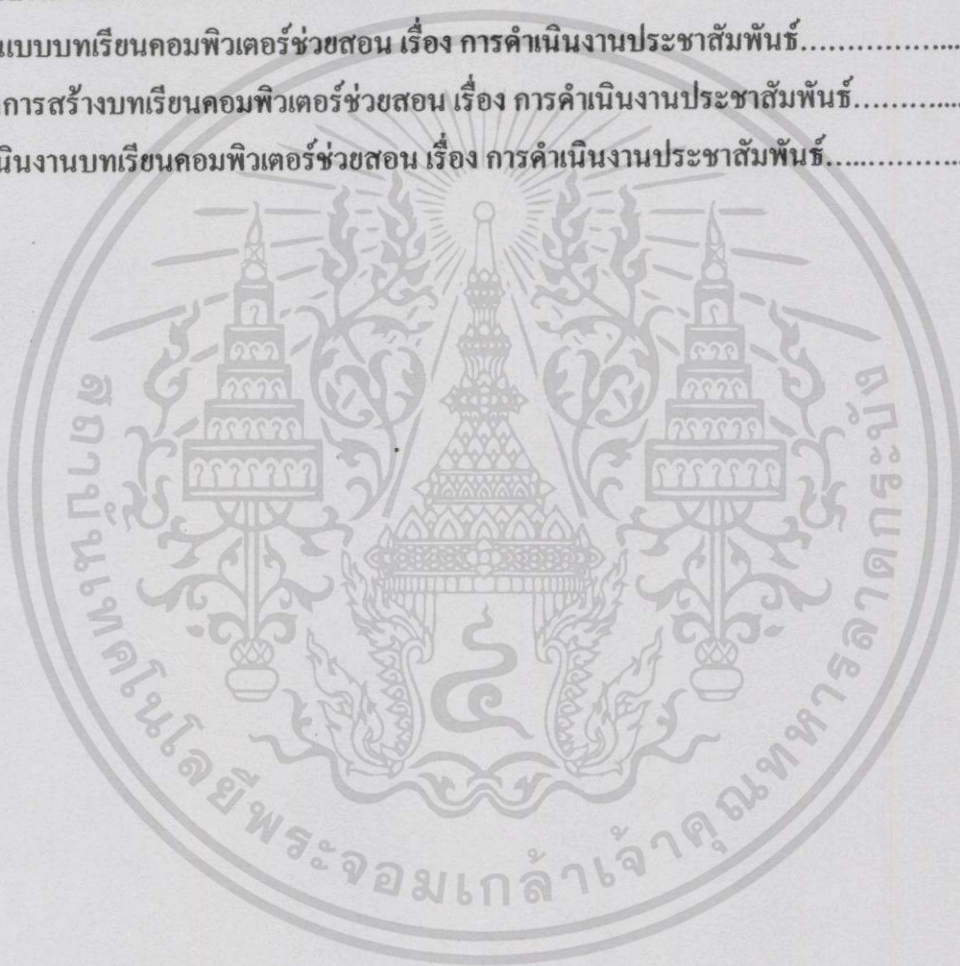 นแบบบทเรียนคอมพิวเตอร์ช่วยสอน เรื่อง การดำเนินงานประชาสัมพันธ์
การสร้างบทเรียนคอมพิวเตอร์ช่วยสอน เรื่อง การดำเนินงานประชาสัมพันธ์
นินงานบทเรียนคอมพิวเตอร์ช่วยสอน เรื่อง การดำเนินงานประชาสัมพันธ์
สถาบันเทคโนโลยีพระจอมเกล้าเจ้าคุณทหารลาดกระบัง
๔